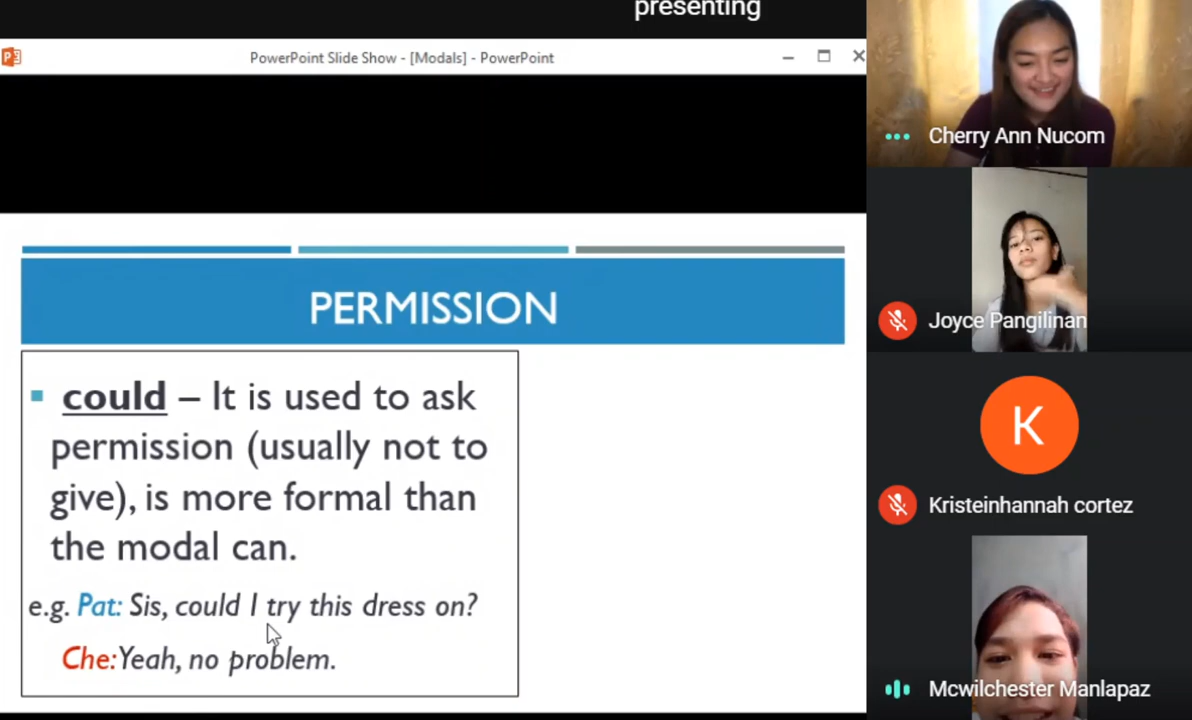 presenting
PowerPoint Slide Show - [Modals] - PowerPoint
PERMISSION
▪ could – It is used to ask
permission (usually not to
give), is more formal than
the modal can.
e.g. Pat: Sis, could I try this dress on?
Che: Yeah, no problem.
Cherry Ann Nucom
Joyce Pangilinan
K
Kristeinhannah cortez
Mcwilchester Manlapaz